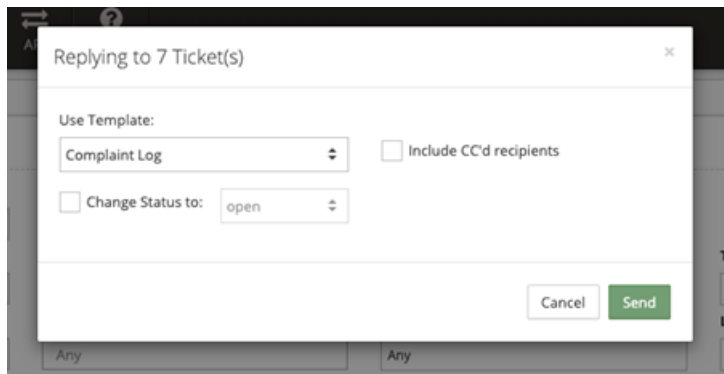 Replying to 7 Ticket(s)
×
Use Template:
Complaint Log
Include CC'd recipients
Change Status to:
open
Cancel
Send
Any
Any